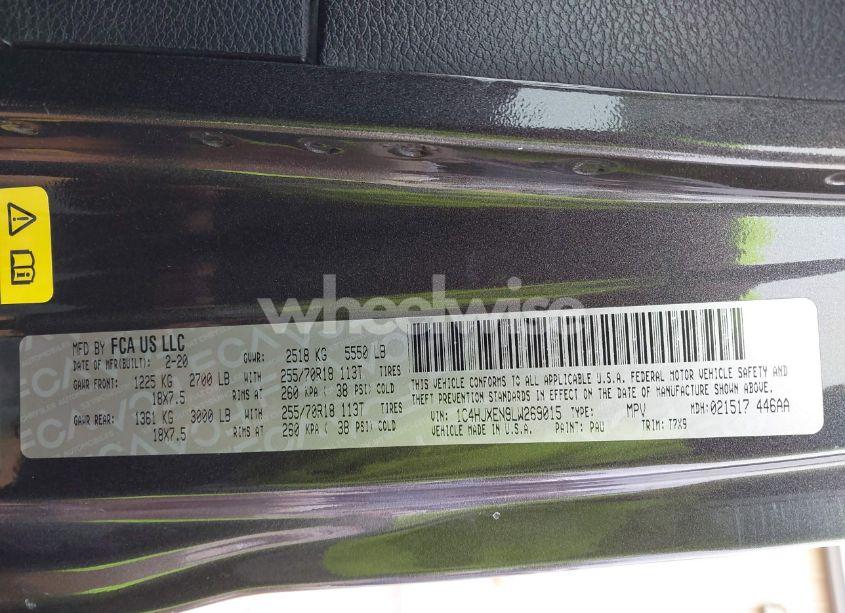 wheelwise
MFD BY FCA US LLC
DATE OF MFR(BUILT): 2-20 GVWR: 2518 KG 5550 LB
GAWR FRONT: 1225 KG 2700 LB WITH 255/70R18 113T TIRES
18X7.5 RIMS AT 260 KPA ( 38 PSI) COLD
GAWR REAR: 1361 KG 3000 LB WITH 255/70R18 113T TIRES
18X7.5 RIMS AT 260 KPA ( 38 PSI) COLD
THIS VEHICLE CONFORMS TO ALL APPLICABLE U.S.A. FEDERAL MOTOR VEHICLE SAFETY AND
THEFT PREVENTION STANDARDS IN EFFECT ON THE DATE OF MANUFACTURE SHOWN ABOVE.
VIN: 1C4HJXEN9LW269015 TYPE: MPV MDH: 021517 446AA
VEHICLE MADE IN U.S.A. PAINT: PAU TRIM: T7X9